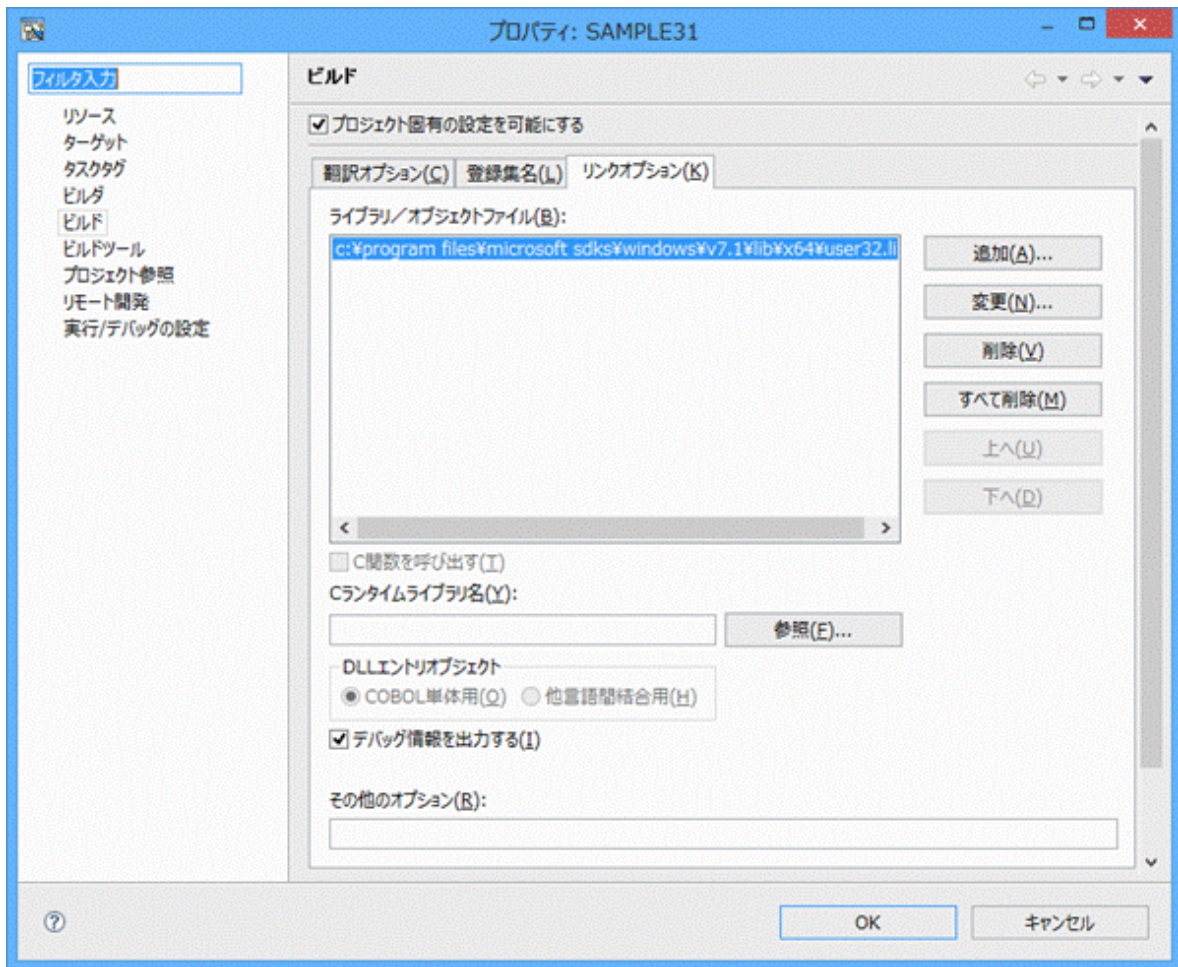 プロパティ: SAMPLE31
フィルタ入力
リソース
ターゲット
タスクタグ
ビルダ
ビルド
ビルドツール
プロジェクト参照
リモート開発
実行/デバッグの設定
ビルド
プロジェクト固有の設定を可能にする
翻訳オプション(C) 登録集名(L) リンクオプション(K)
ライブラリ/オブジェクトファイル(B):
c:¥program files¥microsoft sdks¥windows¥v7.1¥lib¥x64¥user32.li
追加(A)...
変更(N)...
削除(V)
すべて削除(M)
上へ(U)
下へ(D)
C関数を呼び出す(T)
Cランタイムライブラリ名(Y):
参照(F)...
DLLエントリオブジェクト
COBOL単体用(O) 他言語間結合用(H)
デバッグ情報を出力する(I)
その他のオプション(R):
OK キャンセル